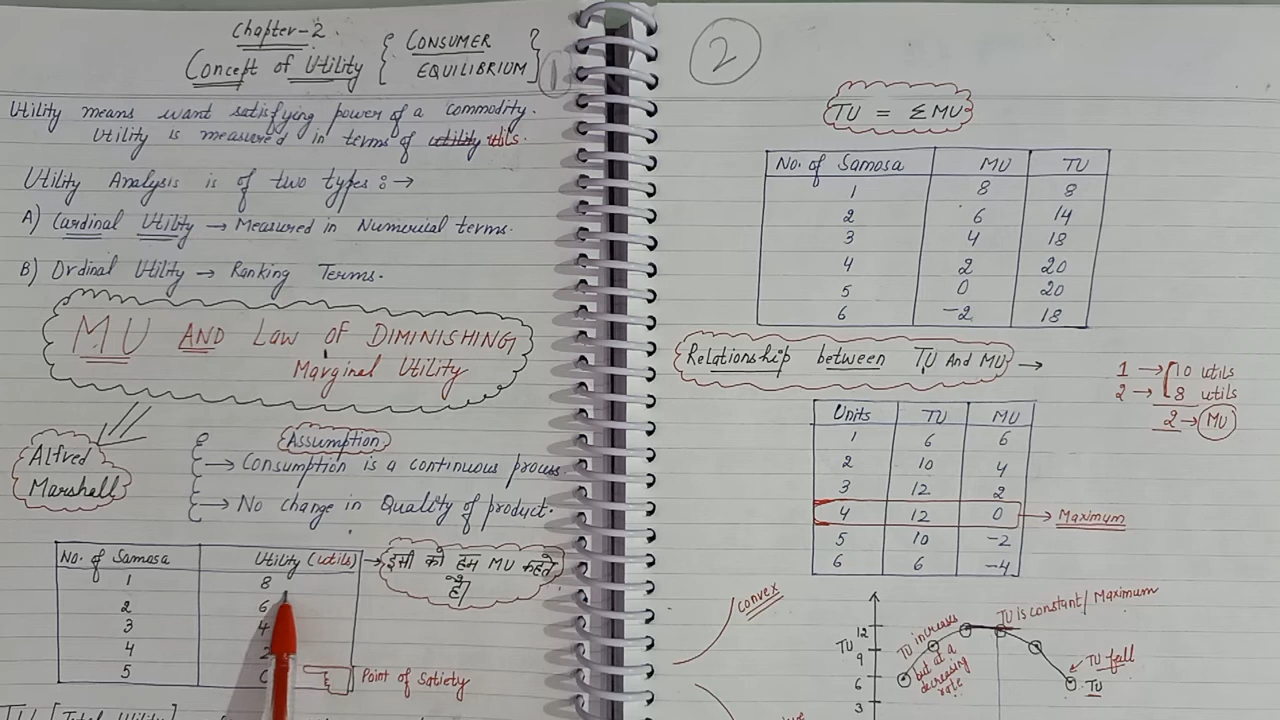 Chapter-2.
Concept of Utility { CONSUMER EQUILIBRIUM }
1
Utility means want satisfying power of a commodity.
Utility is measured in terms of utility utils.
Utility Analysis is of two types :→
A) Cardinal Utility → Measured in Numerical terms.
B) Ordinal Utility → Ranking Terms.
MU AND LAW OF DIMINISHING
Marginal Utility
Alfred
Marshell
Assumption
→ Consumption is a continuous process.
→ No change in Quality of product.
No. of Samosa Utility (utils) → इसी को हम MU कहते
है।
1 8
2 6
3 4
4 2
5 0 Point of Satiety
TU [Total Utility]
2
TU = ΣMU
No. of Samosa MU TU
1 8 8
2 6 14
3 4 18
4 2 20
5 0 20
6 -2 18
Relationship between TU And MU →
1 → 10 utils
2 → 8 utils
2 → MU
Units TU MU
1 6 6
2 10 4
3 12 2
4 12 0 → Maximum
5 10 -2
6 6 -4
convex
TU is constant/Maximum
TU increases
but at a
decreasing
rate
TU
12
9
6
3
TU fall
TU